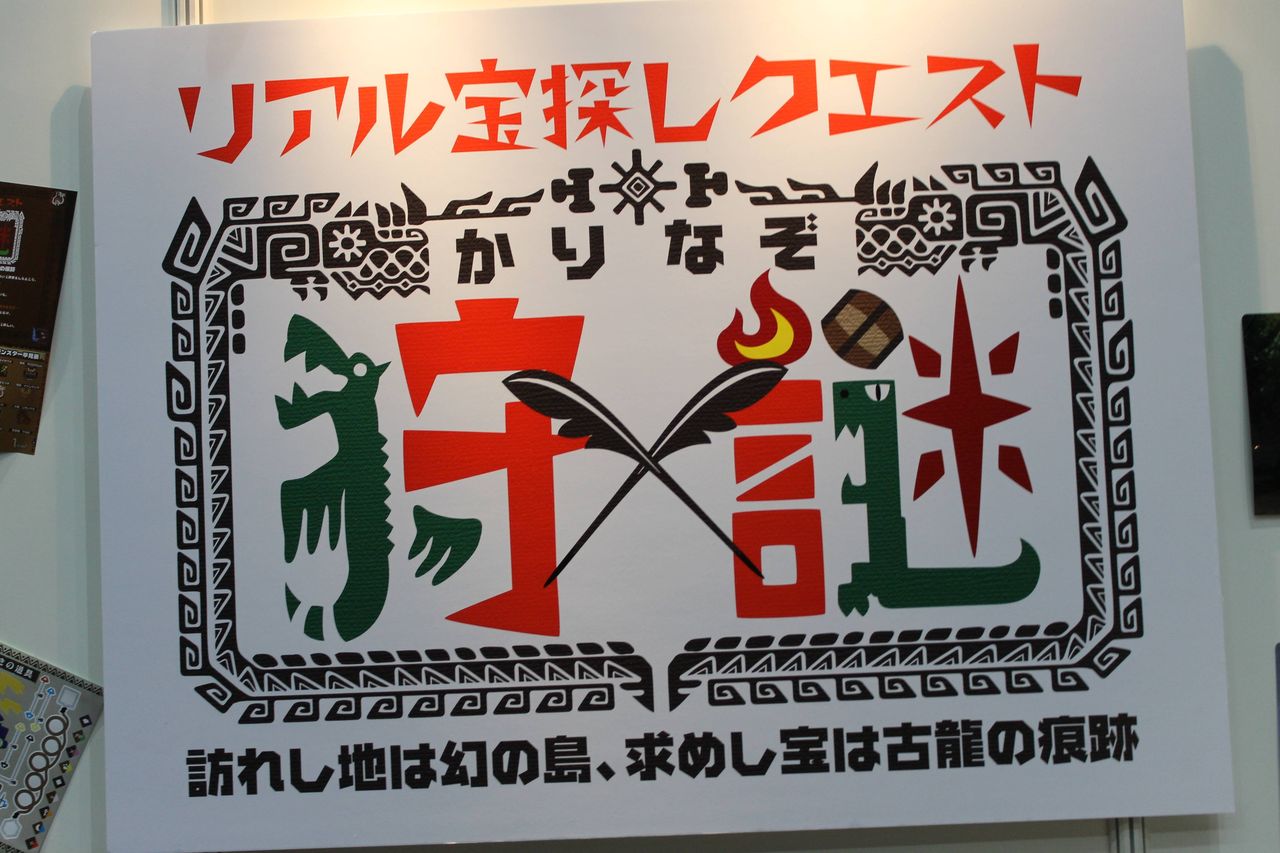 リアル宝探しクエスト
かりなぞ
狩謎
訪れし地は幻の島、求めし宝は古龍の痕跡